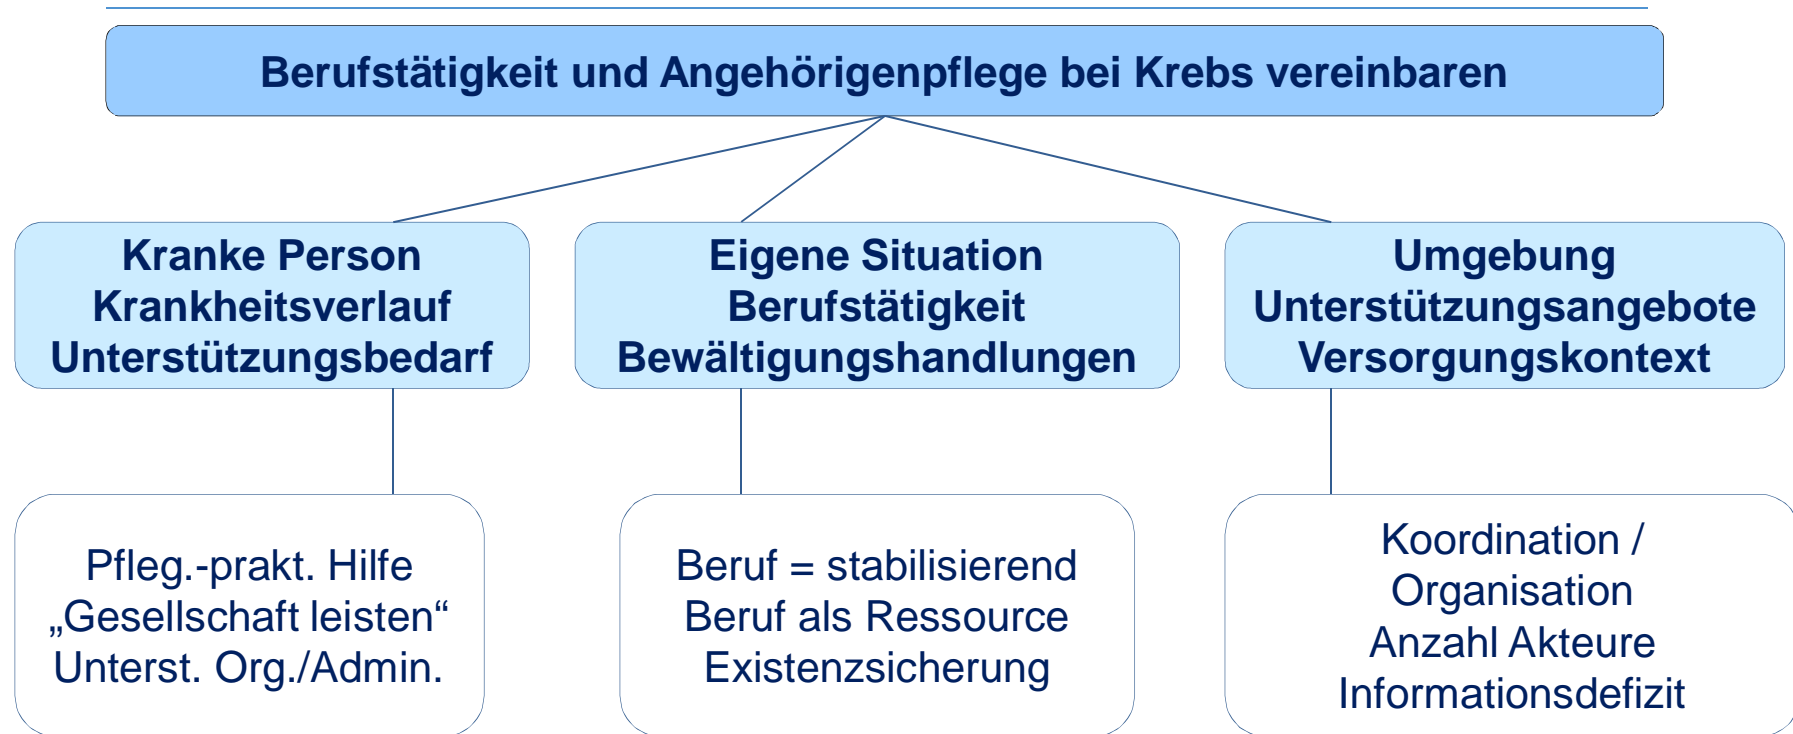 Berufstätigkeit und Angehörigenpflege bei Krebs vereinbaren
Kranke Person
Krankheitsverlauf
Unterstützungsbedarf
Eigene Situation
Berufstätigkeit
Bewältigungshandlungen
Umgebung
Unterstützungsangebote
Versorgungskontext
Pfleg.-prakt. Hilfe
„Gesellschaft leisten“
Unterst. Org./Admin.
Beruf = stabilisierend
Beruf als Ressource
Existenzsicherung
Koordination /
Organisation
Anzahl Akteure
Informationsdefizit